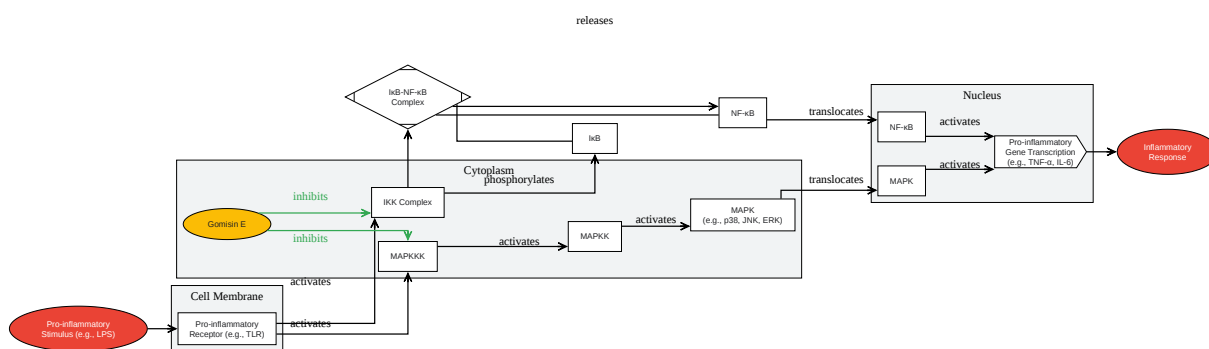 releases
IκB-NF-κB
Complex
NF-κB
translocates
Nucleus
NF-κB
activates
IκB
Pro-inflammatory
Gene Transcription
(e.g., TNF-α, IL-6)
Inflammatory
Response
Cytoplasm
phosphorylates
translocates
activates
MAPK
inhibits
IKK Complex
MAPK
(e.g., p38, JNK, ERK)
Gomisin E
activates
inhibits
MAPKK
activates
MAPKKK
activates
Cell Membrane
Pro-inflammatory
Stimulus (e.g., LPS)
Pro-inflammatory
Receptor (e.g., TLR)
activates